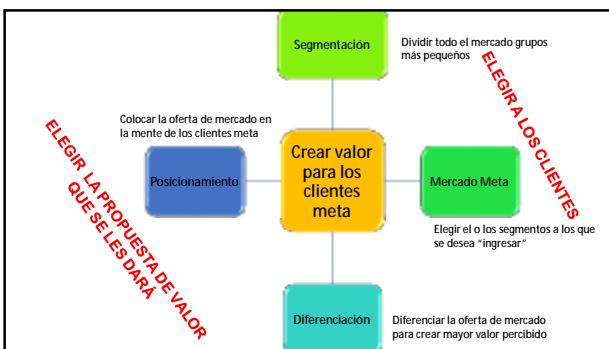 Segmentación
Dividir todo el mercado grupos
más pequeños
ELEGIR A LOS CLIENTES
Colocar la oferta de mercado en
la mente de los clientes meta
Posicionamiento
Crear valor
para los
clientes
meta
Mercado Meta
ELEGIR LA PROPUESTA DE VALOR
QUE SE LES DARÁ
Elegir el o los segmentos a los que
se desea “ingresar”
Diferenciación
Diferenciar la oferta de mercado
para crear mayor valor percibido